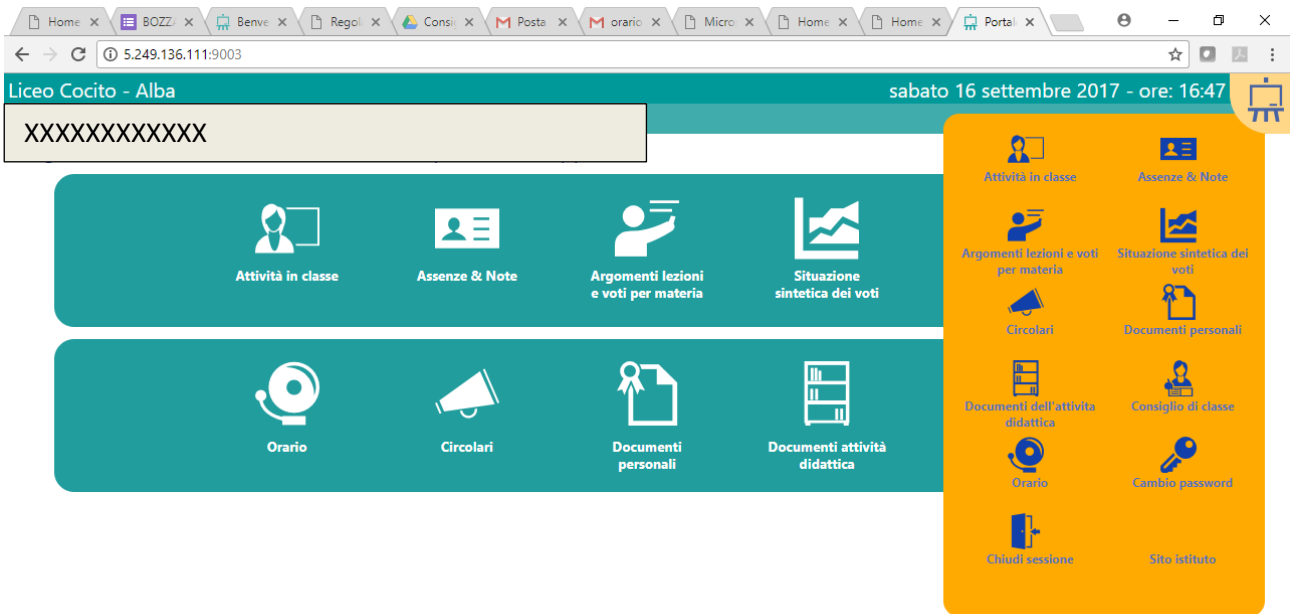 Home
BOZZ
Benve
Regol
Consi
Posta
orario
Micro
Home
Home
Portal
5.249.136.111:9003
Liceo Cocito - Alba
sabato 16 settembre 2017 - ore: 16:47
XXXXXXXXXXXX
Attività in classe
Assenze & Note
Argomenti lezioni
e voti per materia
Situazione
sintetica dei voti
Orario
Circolari
Documenti
personali
Documenti attività
didattica
Attività in classe
Assenze & Note
Argomenti lezioni e voti
per materia
Situazione sintetica dei
voti
Circolari
Documenti personali
Documenti dell'attivita
didattica
Consiglio di classe
Orario
Cambio password
Chiudi sessione
Sito istituto